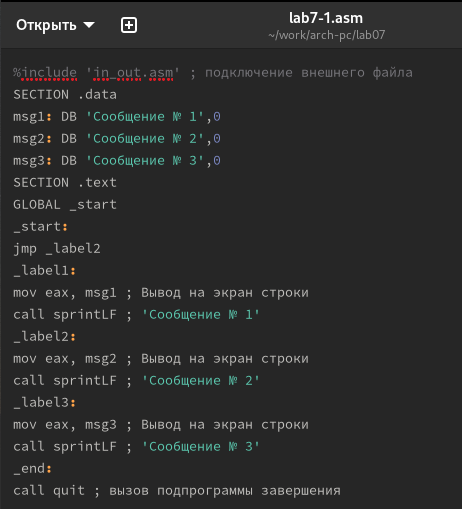 Открыть
lab7-1.asm
~/work/arch-pc/lab07
%include 'in_out.asm' ; подключение внешнего файла
SECTION .data
msg1: DB 'Сообщение № 1',0
msg2: DB 'Сообщение № 2',0
msg3: DB 'Сообщение № 3',0
SECTION .text
GLOBAL _start
_start:
jmp _label2
_label1:
mov eax, msg1 ; Вывод на экран строки
call sprintLF ; 'Сообщение № 1'
_label2:
mov eax, msg2 ; Вывод на экран строки
call sprintLF ; 'Сообщение № 2'
_label3:
mov eax, msg3 ; Вывод на экран строки
call sprintLF ; 'Сообщение № 3'
_end:
call quit ; вызов подпрограммы завершения